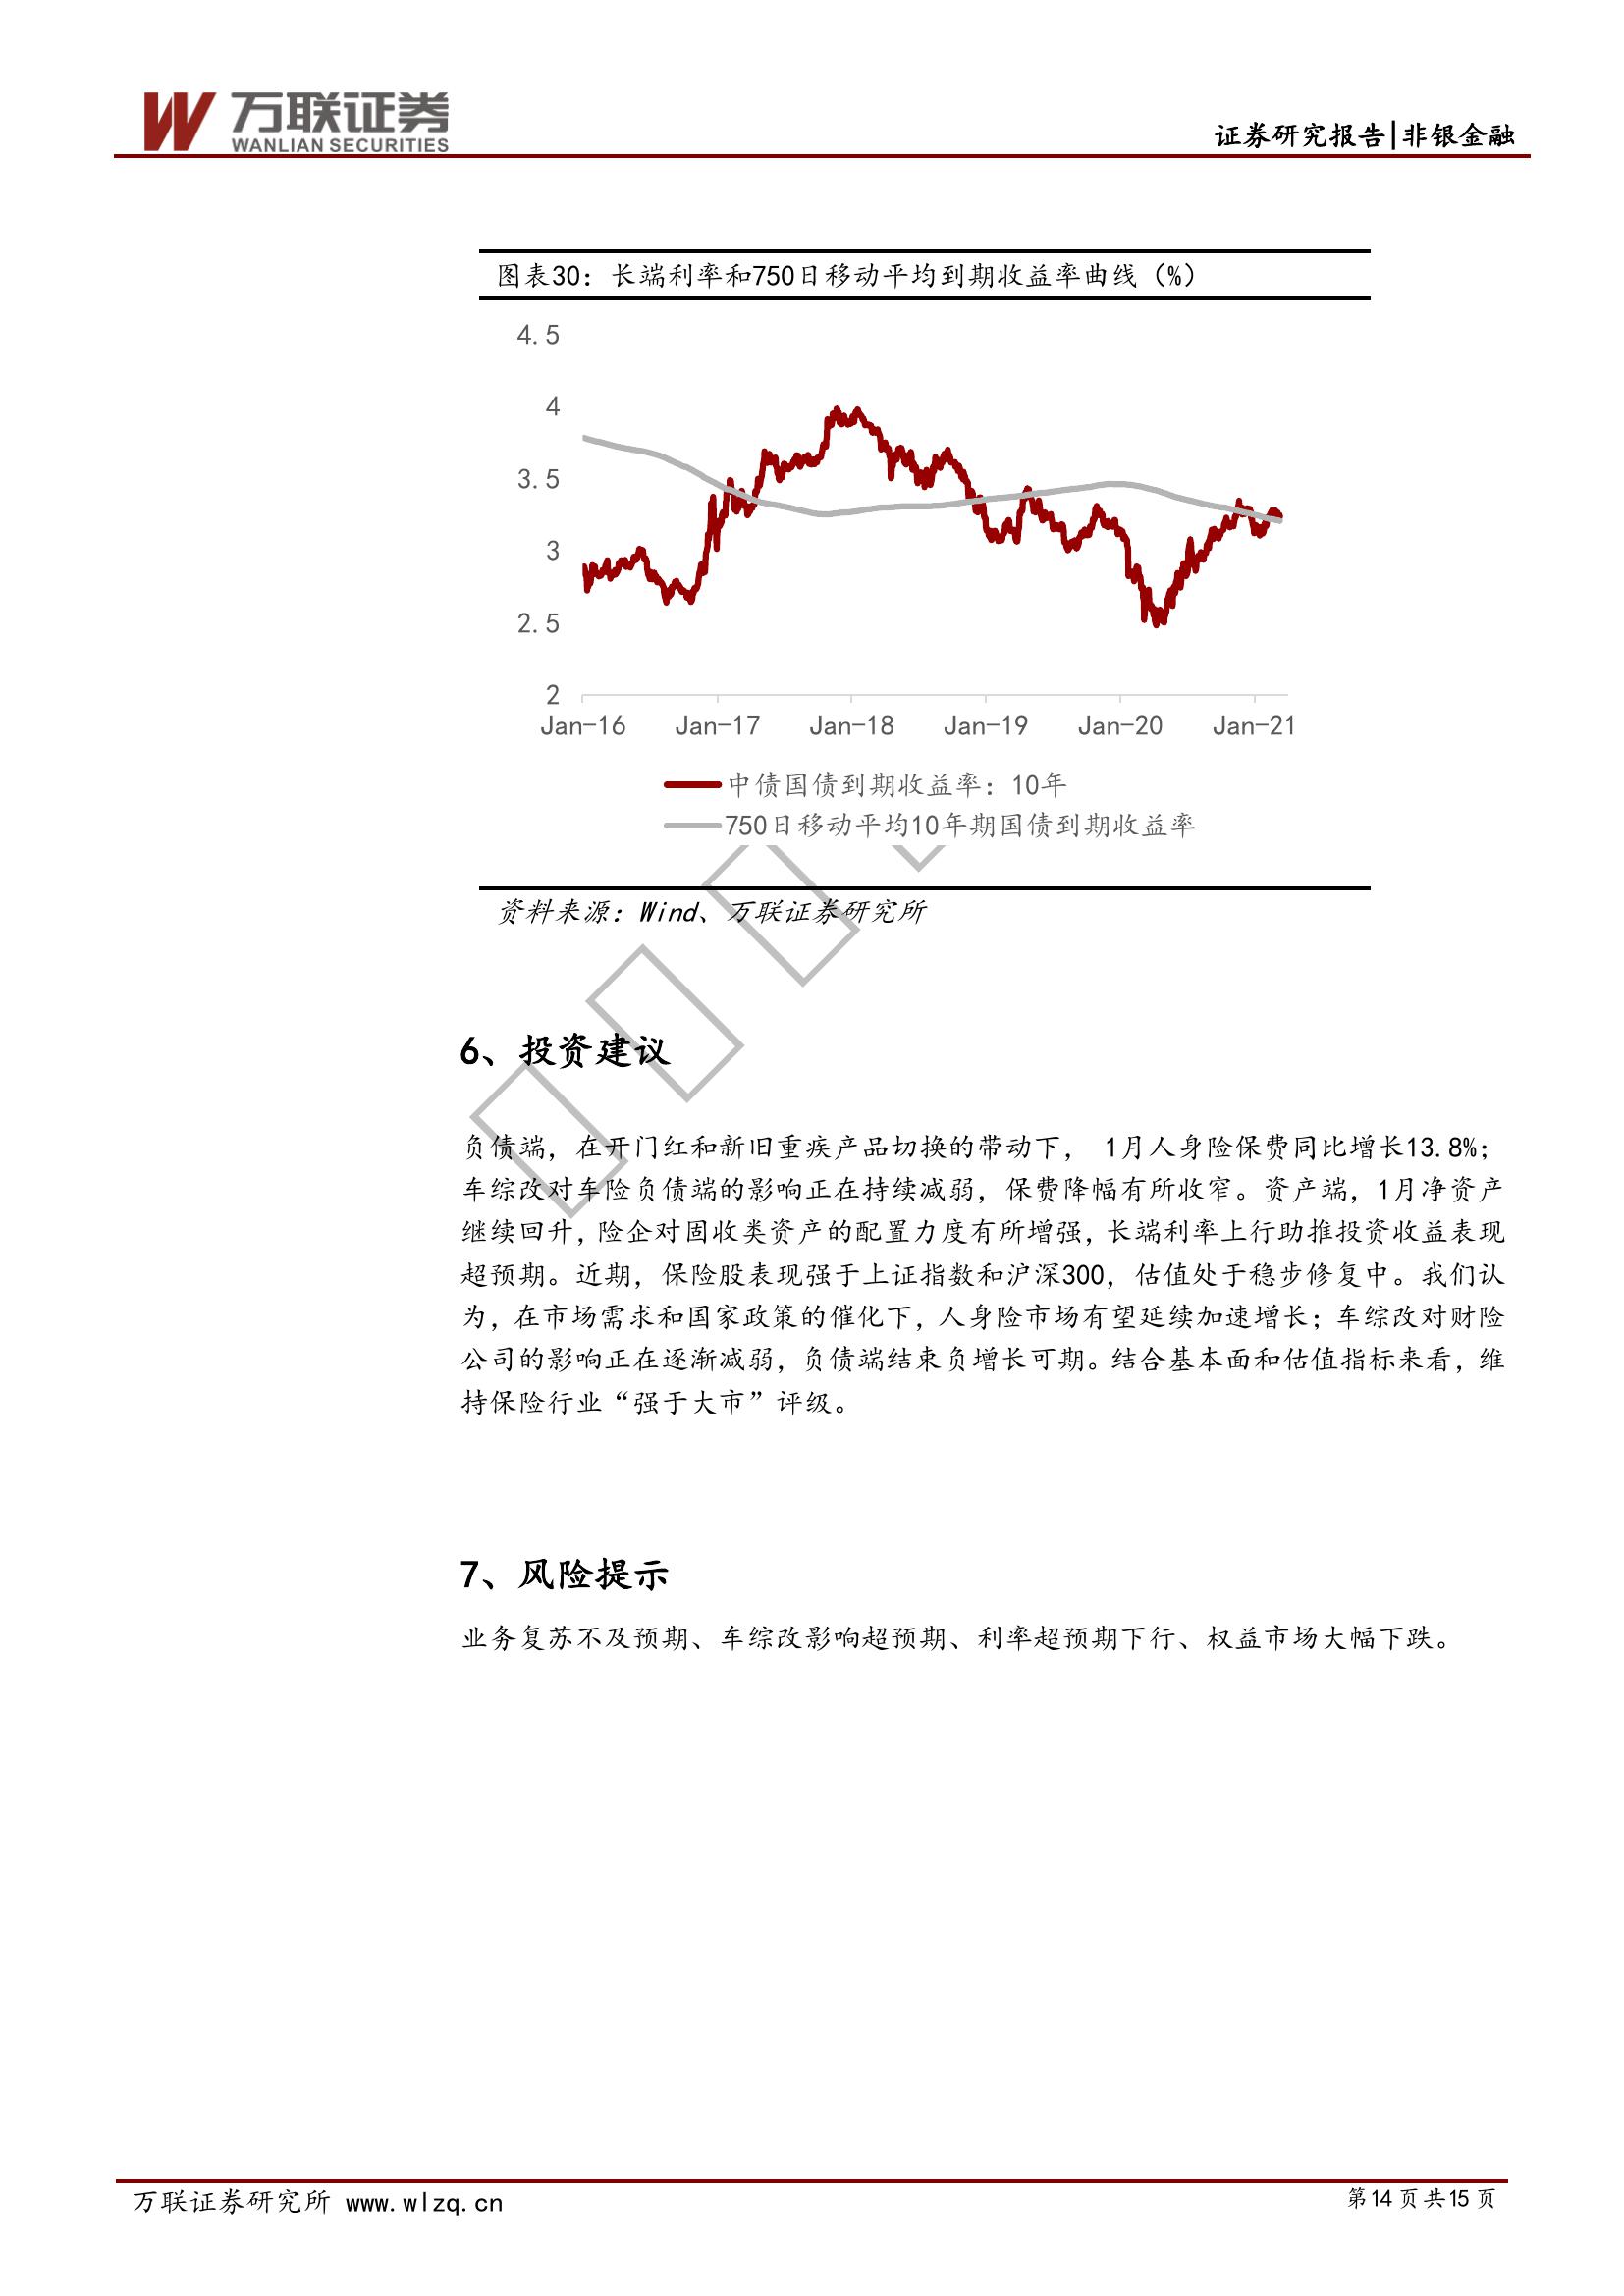 万联证券
WANLIAN SECURITIES
证券研究报告|非银金融
图表30：长端利率和750日移动平均到期收益率曲线（%）
4.5
4
3.5
3
2.5
2
Jan-16 Jan-17 Jan-18 Jan-19 Jan-20 Jan-21
中债国债到期收益率：10年
750日移动平均10年期国债到期收益率
资料来源：Wind、万联证券研究所
6、投资建议
负债端，在开门红和新旧重疾产品切换的带动下， 1月人身险保费同比增长13.8%；
车综改对车险负债端的影响正在持续减弱，保费降幅有所收窄。资产端，1月净资产
继续回升，险企对固收类资产的配置力度有所增强，长端利率上行助推投资收益表现
超预期。近期，保险股表现强于上证指数和沪深300，估值处于稳步修复中。我们认
为，在市场需求和国家政策的催化下，人身险市场有望延续加速增长；车综改对财险
公司的影响正在逐渐减弱，负债端结束负增长可期。结合基本面和估值指标来看，维
持保险行业“强于大市”评级。
7、风险提示
业务复苏不及预期、车综改影响超预期、利率超预期下行、权益市场大幅下跌。
万联证券研究所 www.wlzq.cn
第14页共15页